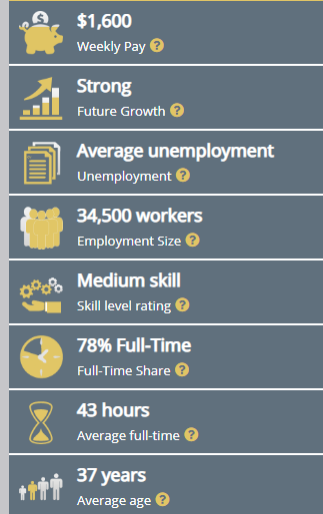 $1,600
Weekly Pay ?
Strong
Future Growth ?
Average unemployment
Unemployment ?
34,500 workers
Employment Size ?
Medium skill
Skill level rating ?
78% Full-Time
Full-Time Share ?
43 hours
Average full-time ?
37 years
Average age ?